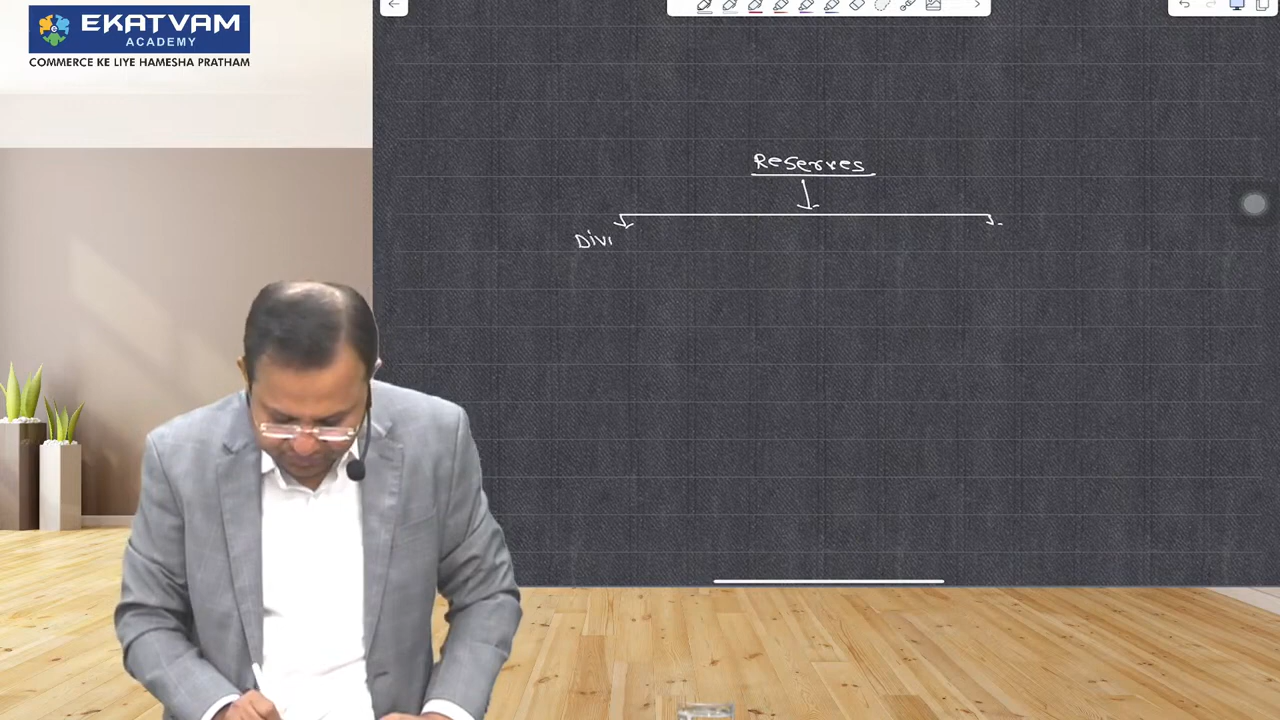 EKATVAM
ACADEMY
COMMERCE KE LIYE HAMESHA PRATHAM
Reserves
Divi